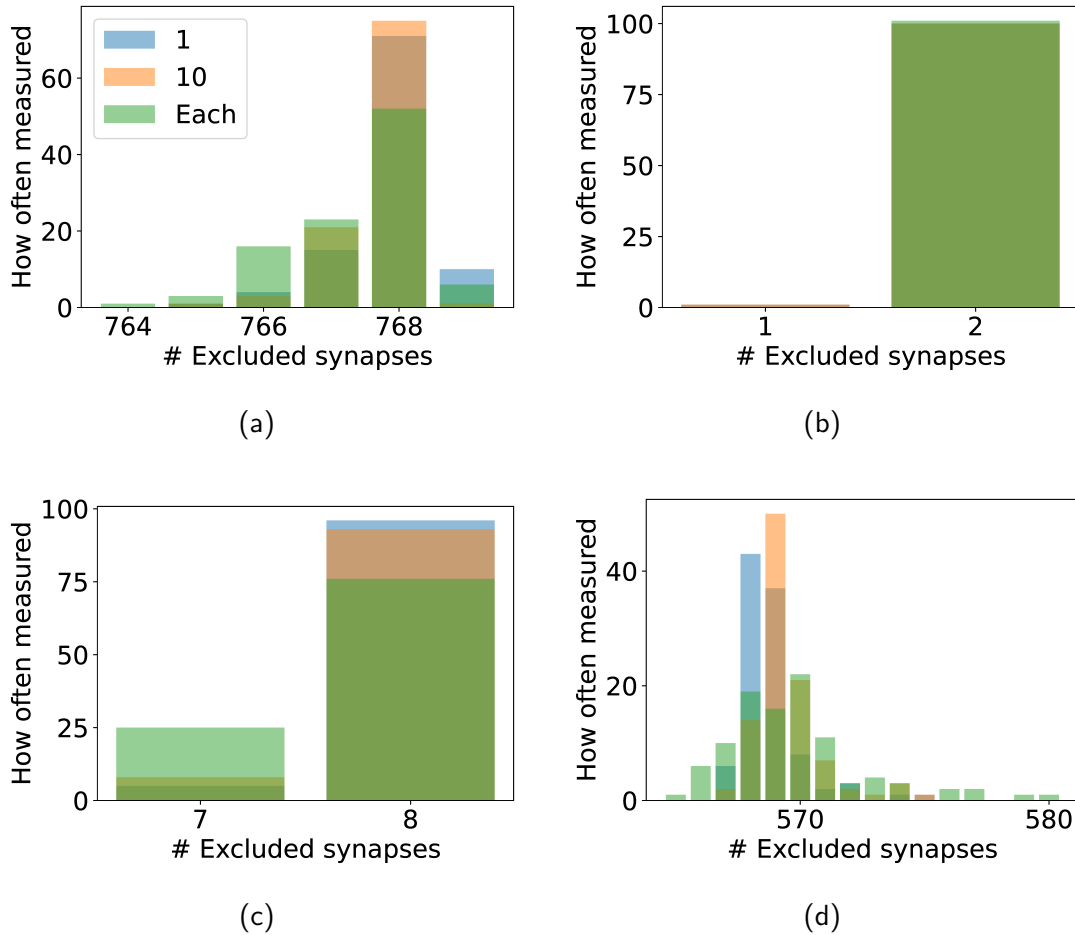 How often measured
60
40
20
0
1
10
Each
764
766
768
# Excluded synapses
(a)
How often measured
100
75
50
25
0
1
2
# Excluded synapses
(b)
How often measured
100
75
50
25
0
7
8
# Excluded synapses
(c)
How often measured
40
20
0
570
580
# Excluded synapses
(d)